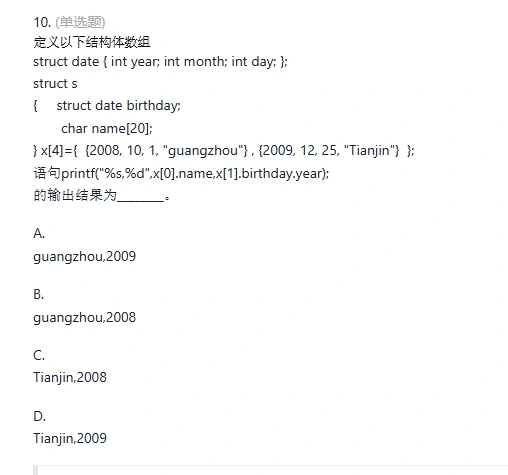 10. (单选题)
定义以下结构体数组
struct date { int year; int month; int day; };
struct s
{ struct date birthday;
char name[20];
} x[4]={ {2008, 10, 1, "guangzhou"} , {2009, 12, 25, "Tianjin"} };
语句printf("%s,%d",x[0].name,x[1].birthday.year);
的输出结果为________。
A.
guangzhou,2009
B.
guangzhou,2008
C.
Tianjin,2008
D.
Tianjin,2009